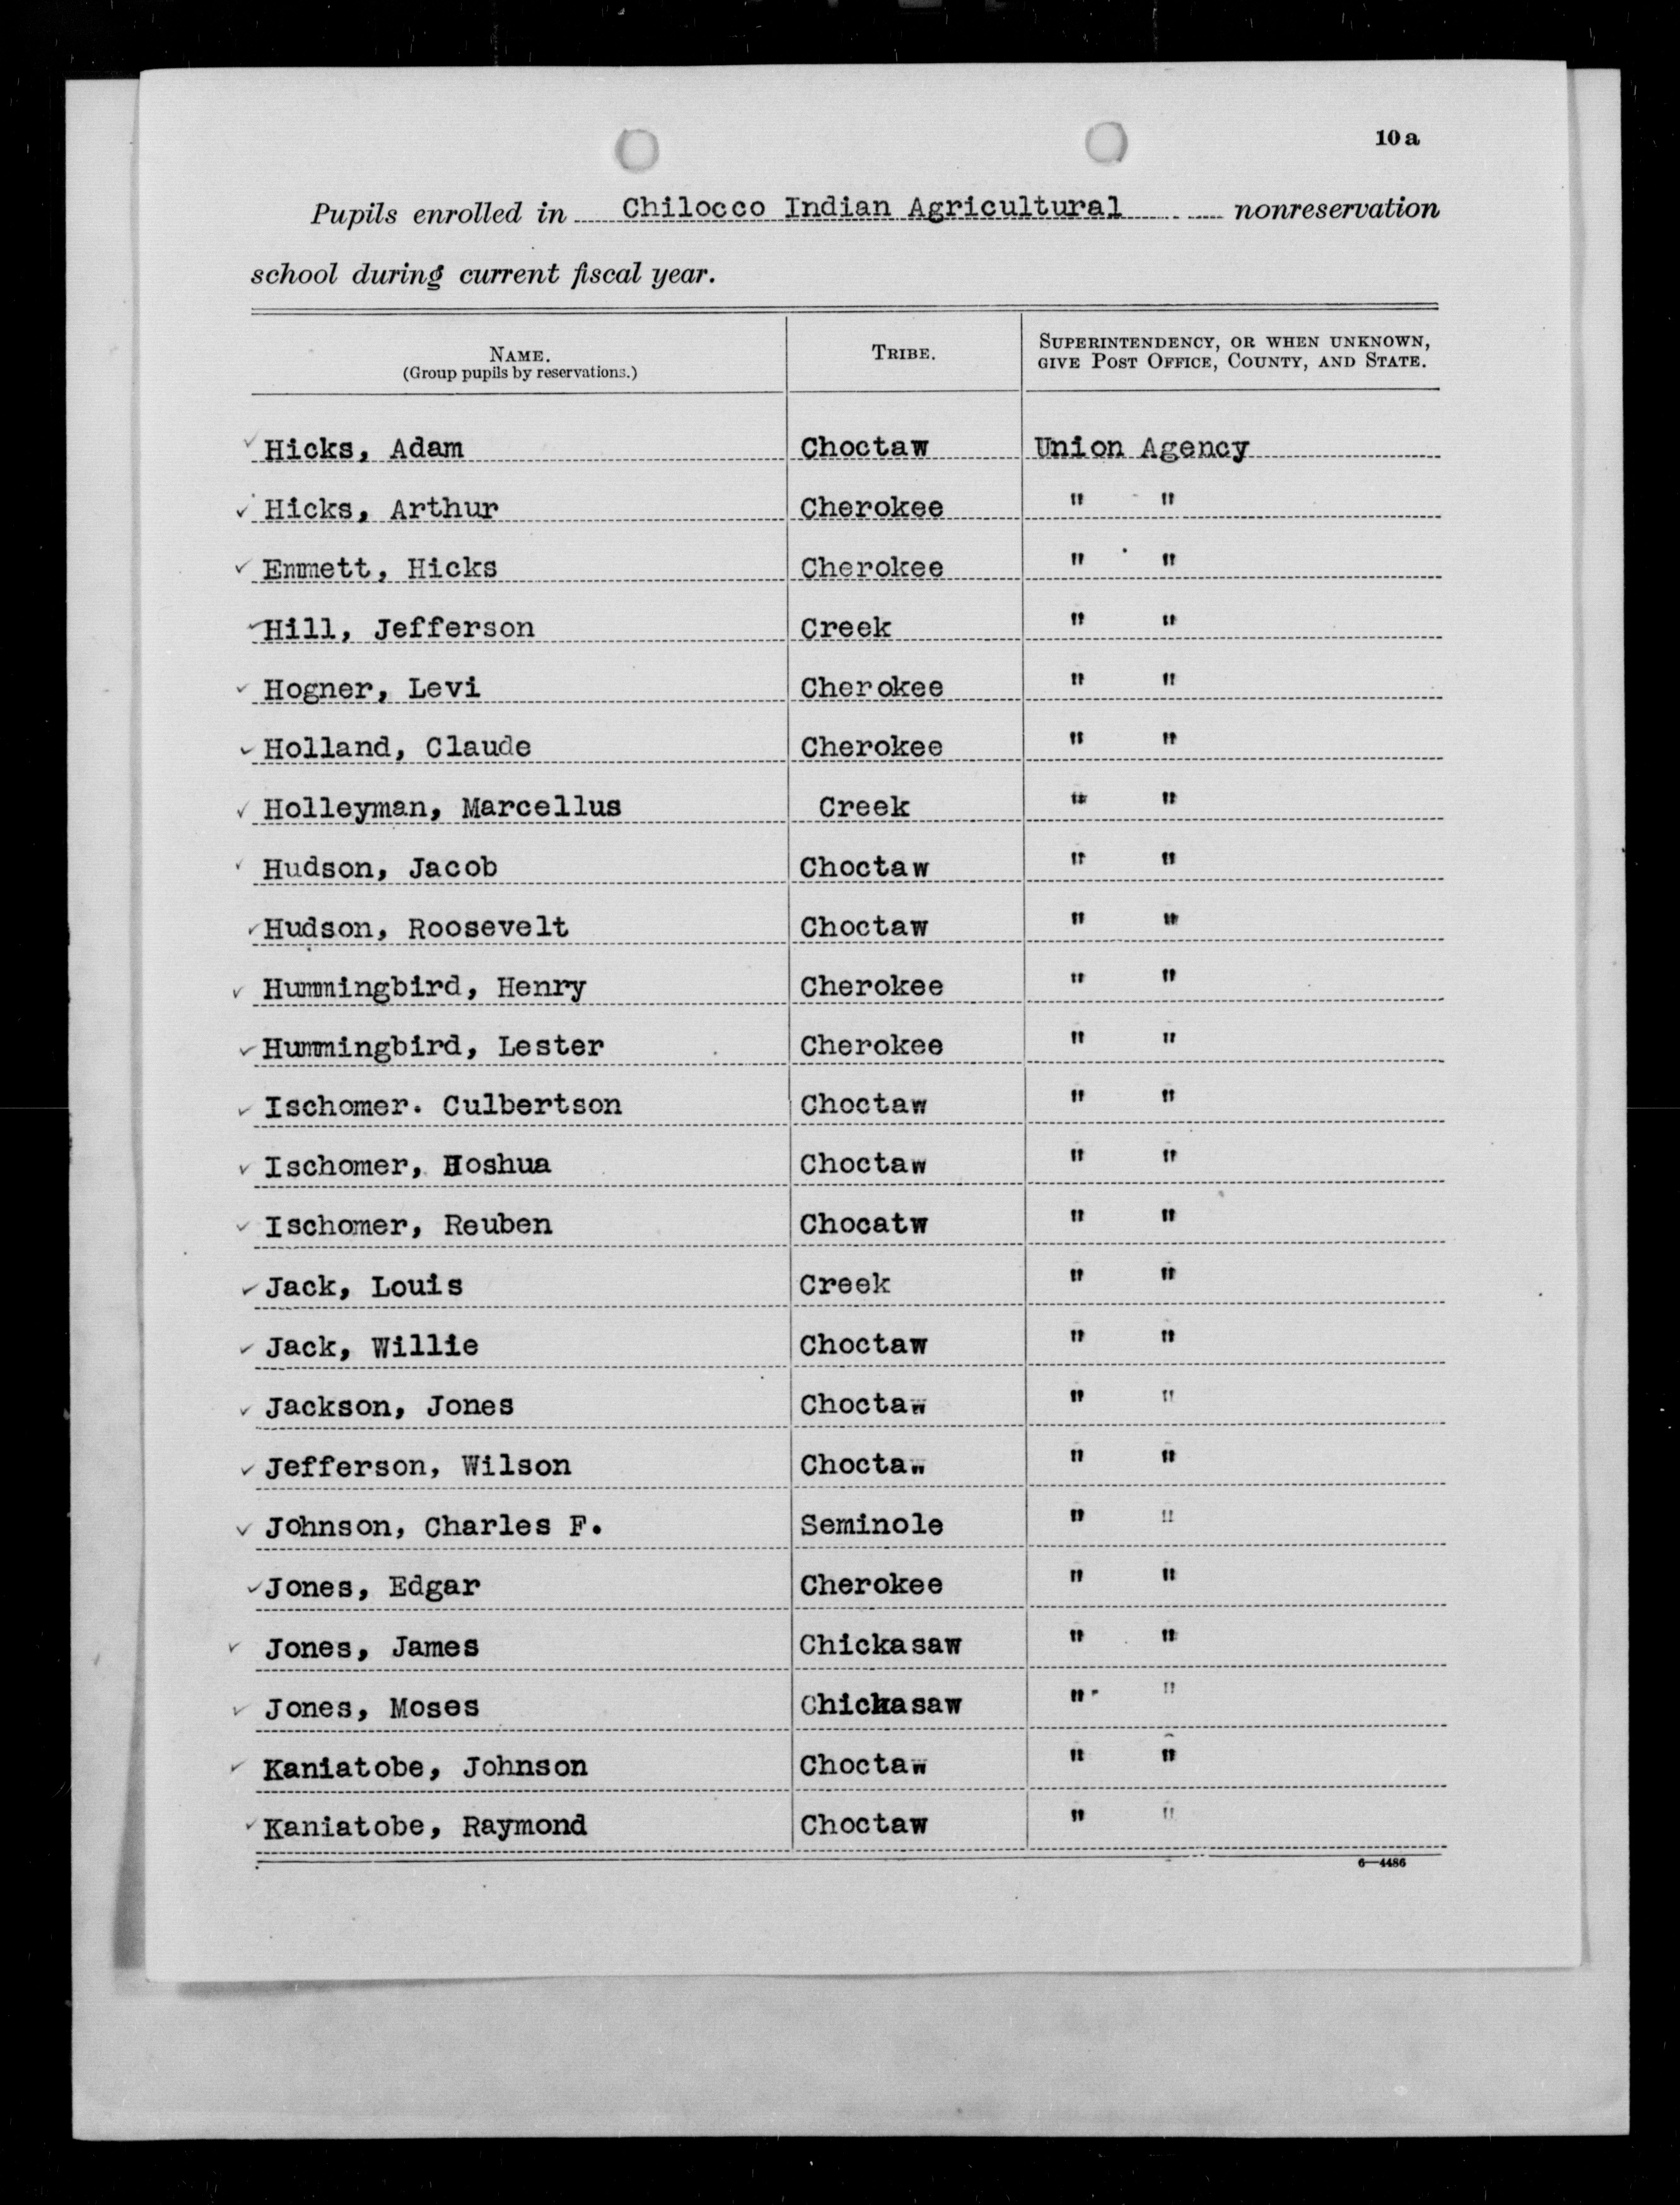 10a
Pupils enrolled in Chilocco Indian Agricultural nonreservation
school during current fiscal year.
NAME. (Group pupils by reservations.) TRIBE. SUPERINTENDENCY, OR WHEN UNKNOWN, GIVE POST OFFICE, COUNTY, AND STATE.
✓ Hicks, Adam Choctaw Union Agency
✓ Hicks, Arthur Cherokee " "
✓ Emmett, Hicks Cherokee " "
✓ Hill, Jefferson Creek " "
✓ Hogner, Levi Cherokee " "
✓ Holland, Claude Cherokee " "
✓ Holleyman, Marcellus Creek " "
✓ Hudson, Jacob Choctaw " "
✓ Hudson, Roosevelt Choctaw " "
✓ Hummingbird, Henry Cherokee " "
✓ Hummingbird, Lester Cherokee " "
✓ Ischomer. Culbertson Choctaw " "
✓ Ischomer, Hoshua Choctaw " "
✓ Ischomer, Reuben Chocatw " "
✓ Jack, Louis Creek " "
✓ Jack, Willie Choctaw " "
✓ Jackson, Jones Choctaw " "
✓ Jefferson, Wilson Choctaw " "
✓ Johnson, Charles F. Seminole " "
✓ Jones, Edgar Cherokee " "
✓ Jones, James Chickasaw " "
✓ Jones, Moses Chickasaw " "
✓ Kaniatobe, Johnson Choctaw " "
✓ Kaniatobe, Raymond Choctaw " "
6—4486